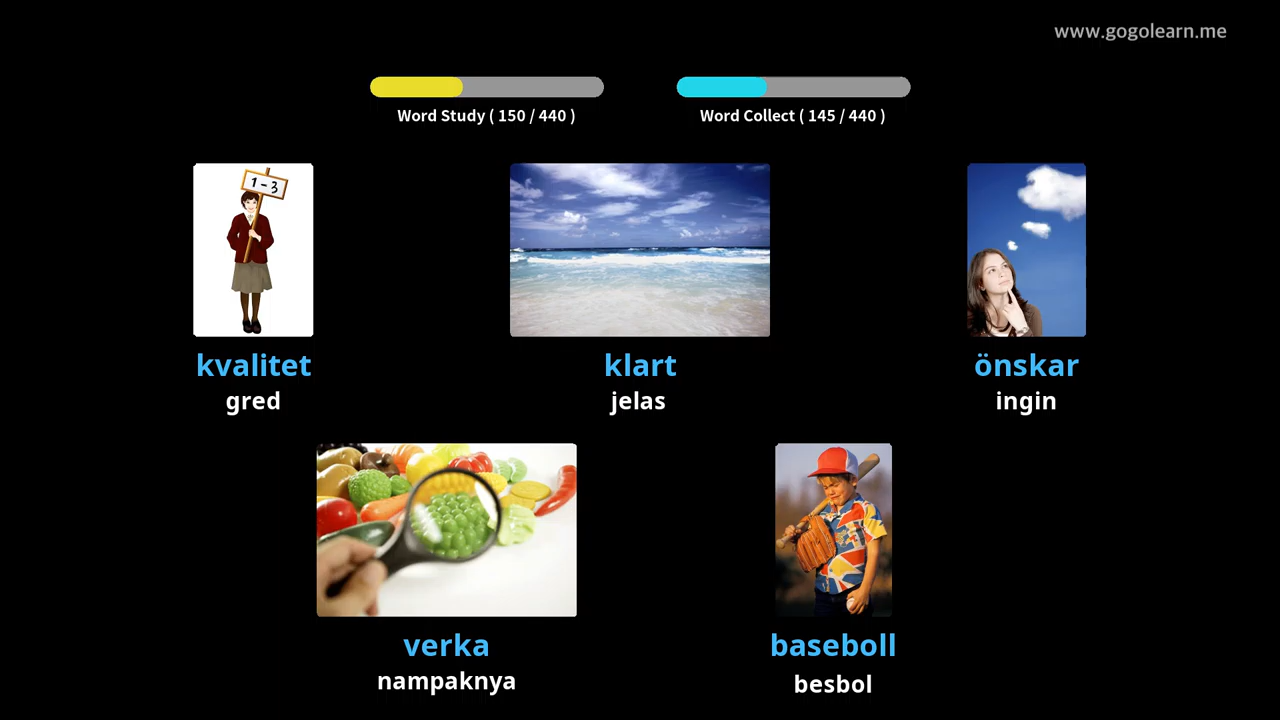 www.gogolearn.me
Word Study ( 150 / 440 )
Word Collect ( 145 / 440 )
1-3
kvalitet
gred
klart
jelas
önskar
ingin
verka
nampaknya
baseboll
besbol